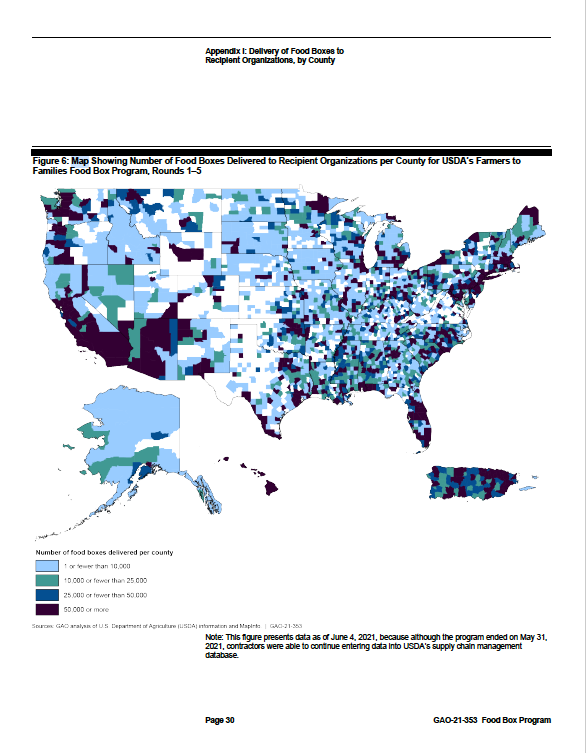 Appendix I: Delivery of Food Boxes to
Recipient Organizations, by County
Figure 6: Map Showing Number of Food Boxes Delivered to Recipient Organizations per County for USDA's Farmers to
Families Food Box Program, Rounds 1–5
Number of food boxes delivered per county
1 or fewer than 10,000
10,000 or fewer than 25,000
25,000 or fewer than 50,000
50,000 or more
Sources: GAO analysis of U.S. Department of Agriculture (USDA) information and MapInfo | GAO-21-353
Note: This figure presents data as of June 4, 2021, because although the program ended on May 31,
2021, contractors were able to continue entering data into USDA's supply chain management
database.
Page 30
GAO-21-353 Food Box Program